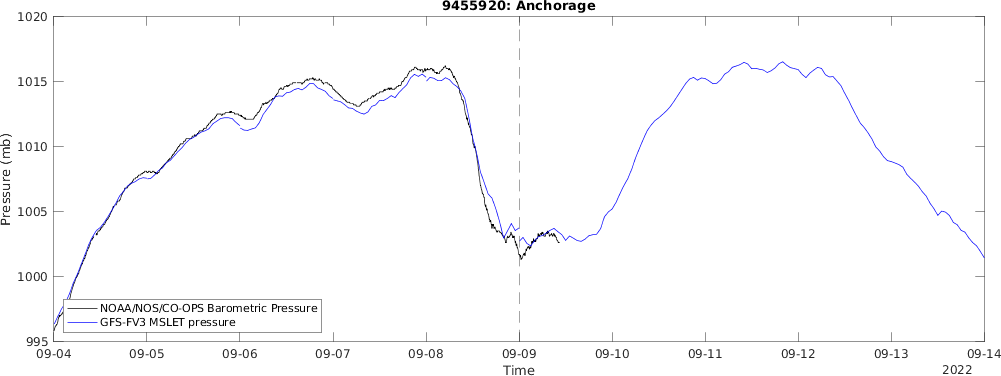 9455920: Anchorage
1020
1015
1010
1005
1000
995
Pressure (mb)
NOAA/NOS/CO-OPS Barometric Pressure
GFS-FV3 MSLET pressure
09-04 09-05 09-06 09-07 09-08 09-09 09-10 09-11 09-12 09-13 09-14
Time
2022